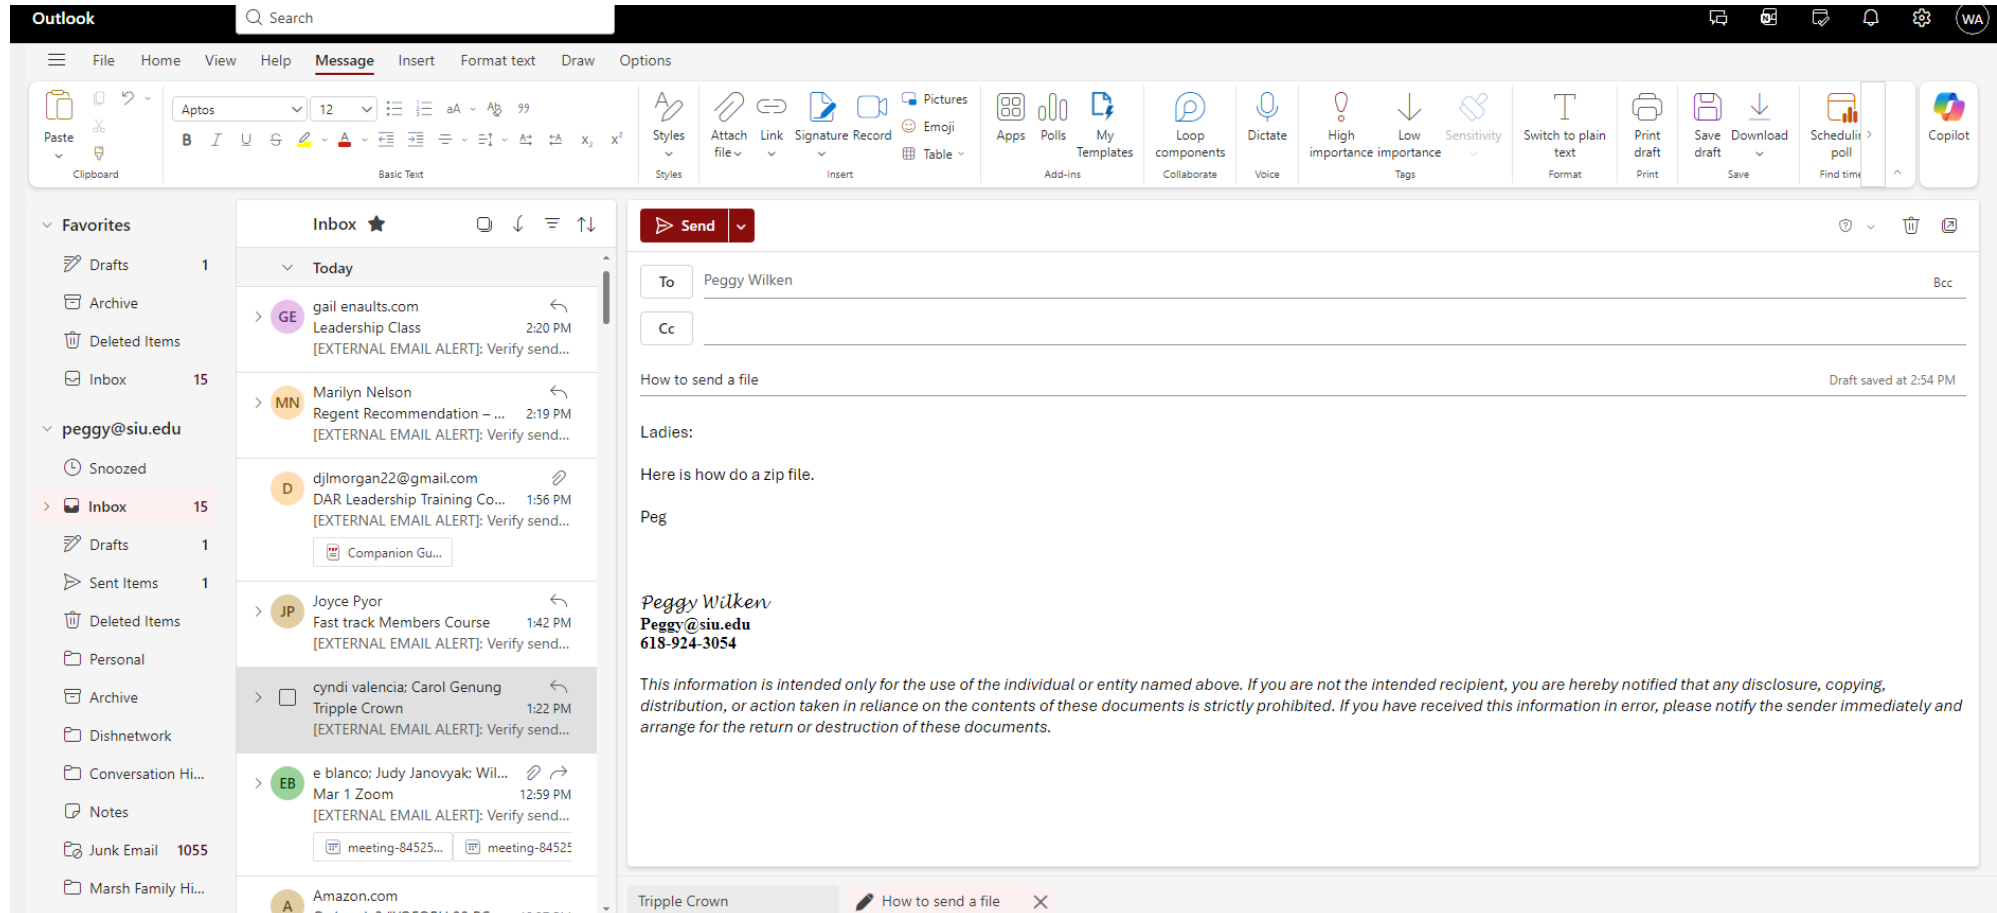 Outlook
Search
WA
File Home View Help Message Insert Format text Draw Options
Paste
Clipboard
Aptos 12
Basic Text
Styles
Styles
Attach file
Link
Signature
Record
Pictures
Emoji
Table
Insert
Apps
Polls
My Templates
Add-ins
Loop components
Collaborate
Dictate
Voice
High importance
Low importance
Sensitivity
Tags
Switch to plain text
Format
Print draft
Print
Save draft
Download
Save
Schedulin
poll
Find time
Copilot
Favorites
Drafts 1
Archive
Deleted Items
Inbox 15
peggy@siu.edu
Snoozed
Inbox 15
Drafts 1
Sent Items 1
Deleted Items
Personal
Archive
Dishnetwork
Conversation Hi...
Notes
Junk Email 1055
Marsh Family Hi...
Inbox
Today
GE
gail enaults.com
Leadership Class 2:20 PM
[EXTERNAL EMAIL ALERT]: Verify send...
MN
Marilyn Nelson
Regent Recommendation – ... 2:19 PM
[EXTERNAL EMAIL ALERT]: Verify send...
D
djlmorgan22@gmail.com
DAR Leadership Training Co... 1:56 PM
[EXTERNAL EMAIL ALERT]: Verify send...
Companion Gu...
JP
Joyce Pyor
Fast track Members Course 1:42 PM
[EXTERNAL EMAIL ALERT]: Verify send...
cyndi valencia; Carol Genung
Tripple Crown 1:22 PM
[EXTERNAL EMAIL ALERT]: Verify send...
EB
e blanco; Judy Janovyak; Wil...
Mar 1 Zoom 12:59 PM
[EXTERNAL EMAIL ALERT]: Verify send...
meeting-84525... meeting-84525
A
Amazon.com
Send
To Peggy Wilken Bcc
Cc
How to send a file Draft saved at 2:54 PM
Ladies:
Here is how do a zip file.
Peg
Peggy Wilken
Peggy@siu.edu
618-924-3054
This information is intended only for the use of the individual or entity named above. If you are not the intended recipient, you are hereby notified that any disclosure, copying,
distribution, or action taken in reliance on the contents of these documents is strictly prohibited. If you have received this information in error, please notify the sender immediately and
arrange for the return or destruction of these documents.
Tripple Crown
How to send a file